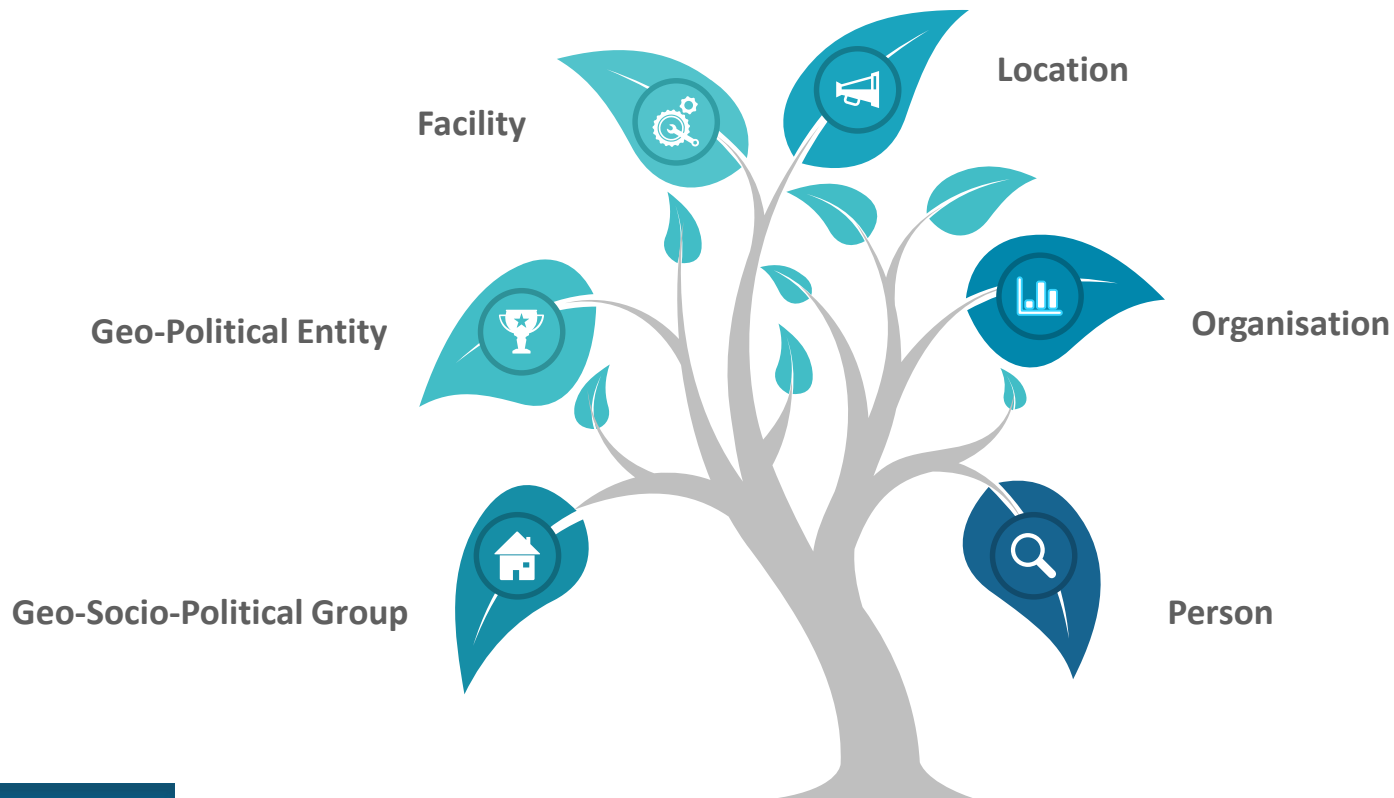 Location
Facility
Organisation
Geo-Political Entity
Geo-Socio-Political Group
Person